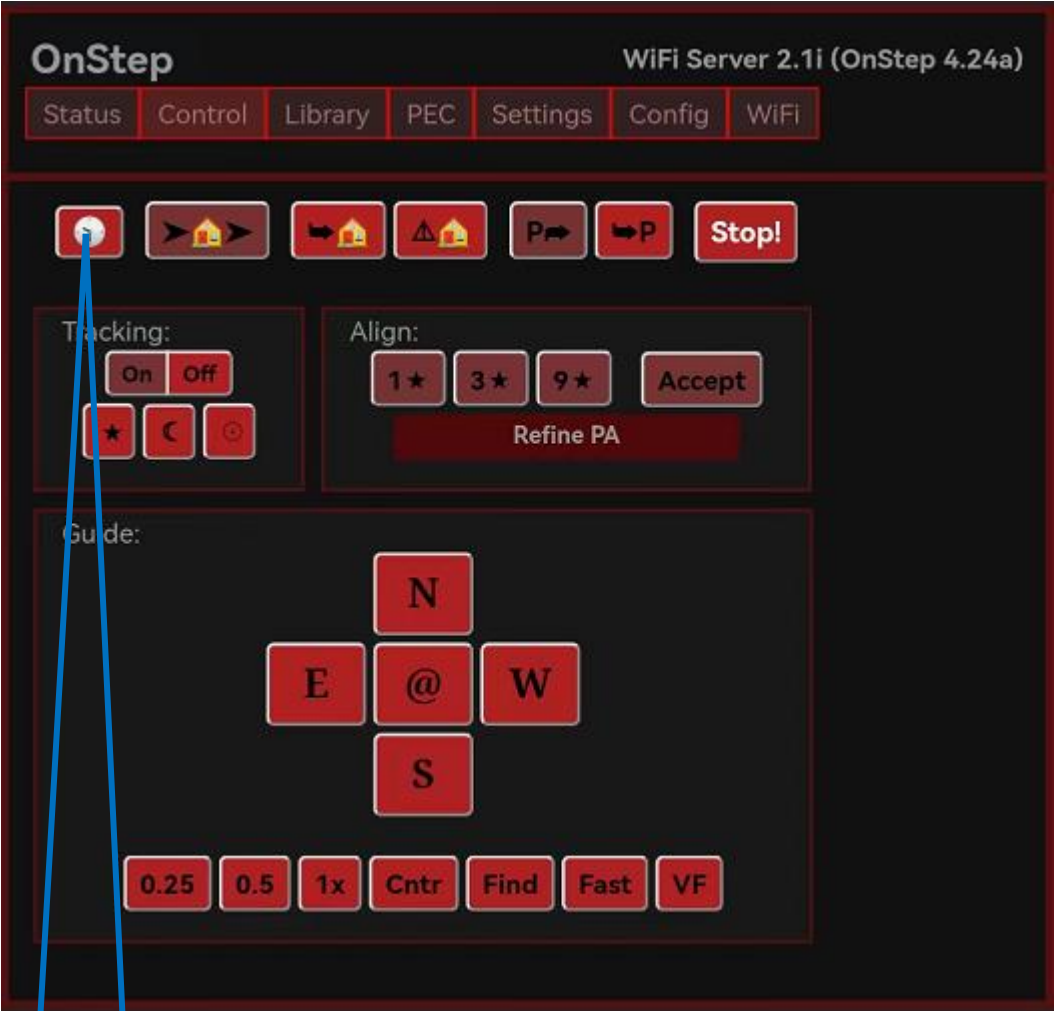 OnStep
WiFi Server 2.1i (OnStep 4.24a)
Status Control Library PEC Settings Config WiFi
➤🏠➤ ➥🏠 ⚠🏠 P➠ ➥P Stop!
Tracking:
On Off
★ ☾ ☉
Align:
1★ 3★ 9★ Accept
Refine PA
Guide:
N
E @ W
S
0.25 0.5 1x Cntr Find Fast VF